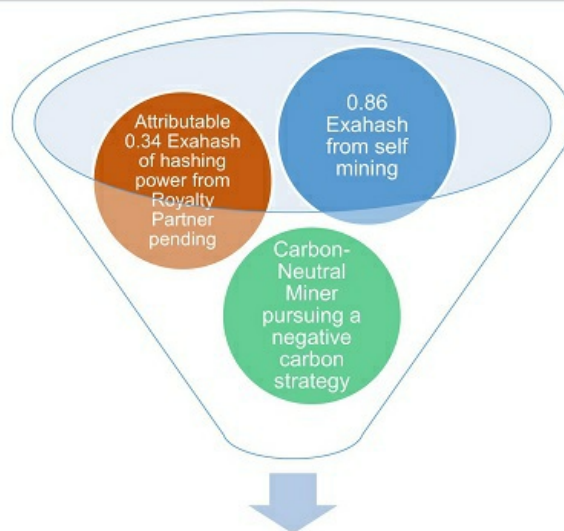 Attributable
0.34 Exahash
of hashing
power from
Royalty
Partner
pending
0.86
Exahash
from self
mining
Carbon-
Neutral
Miner
pursuing a
negative
carbon
strategy